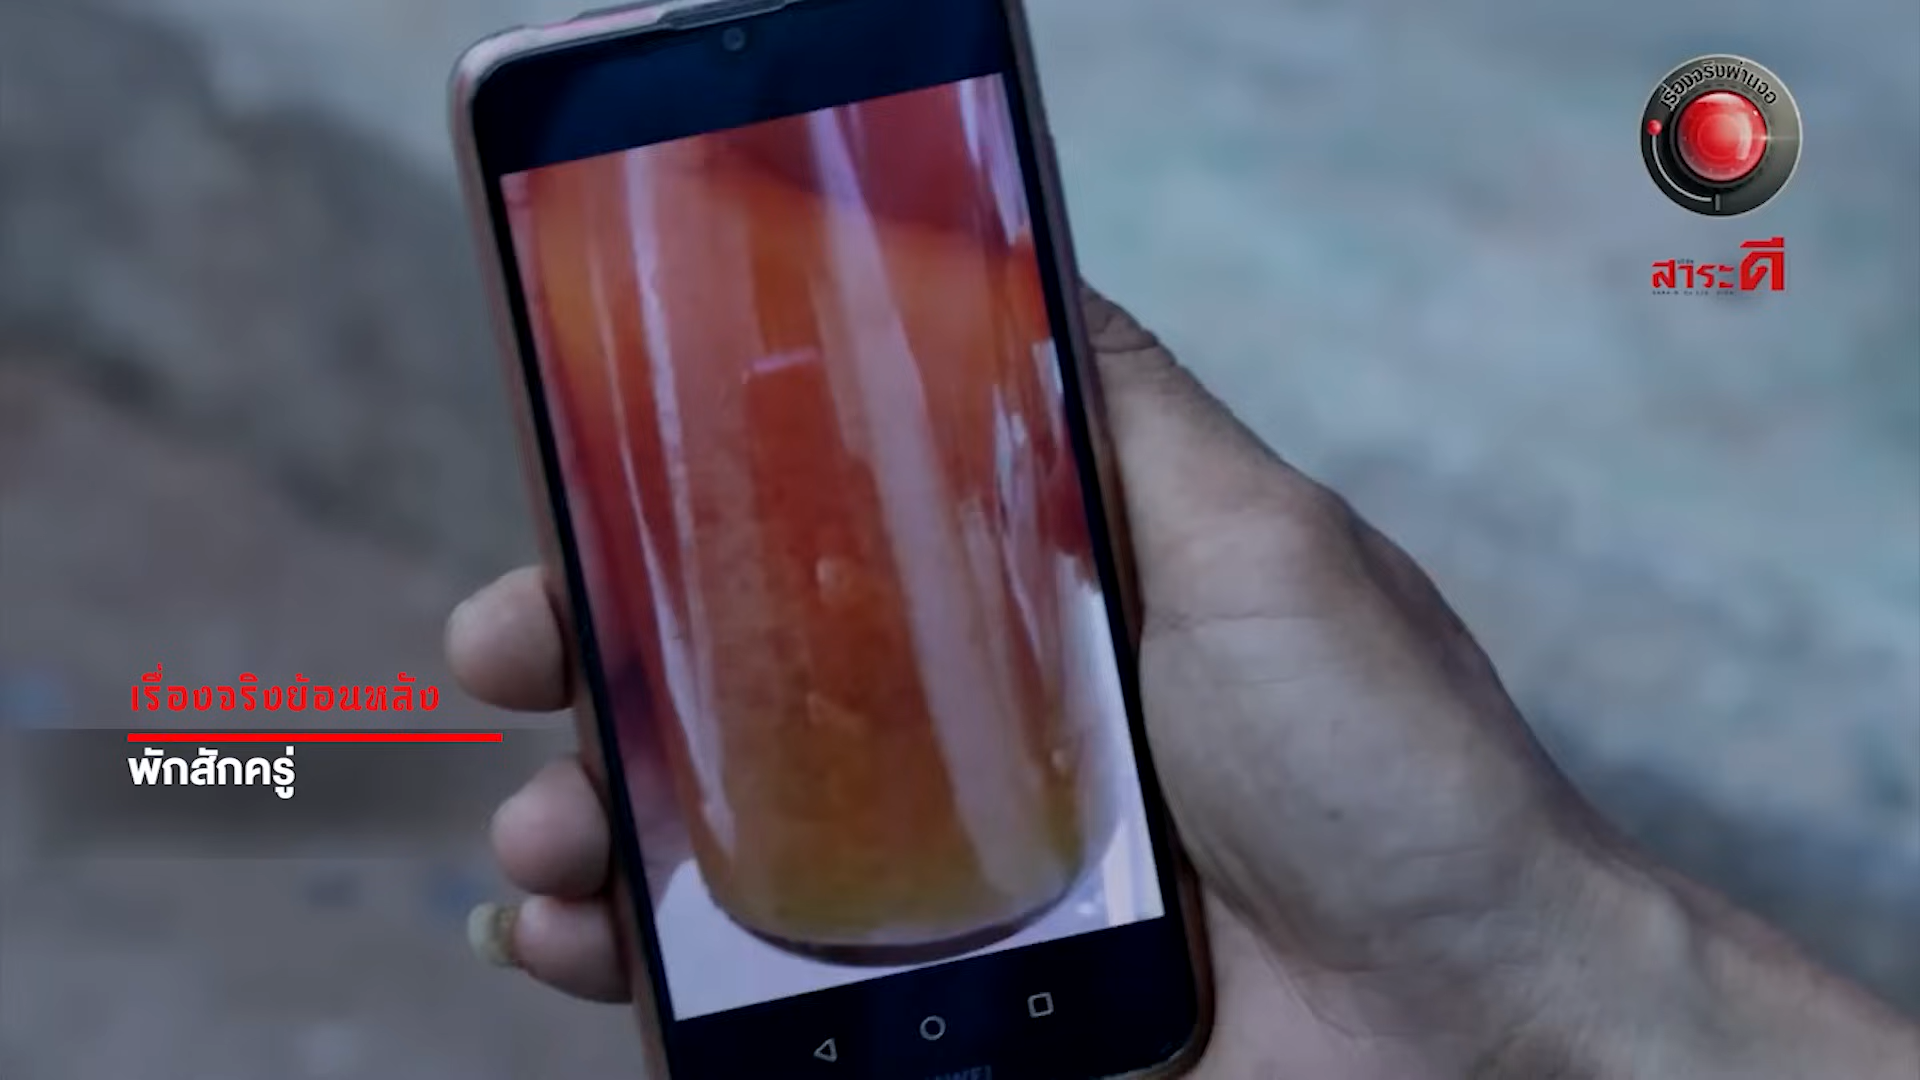 เรื่องจริงผ่านจอ
สาระดี
เรื่องจริงย้อนหลัง
พักสักครู่